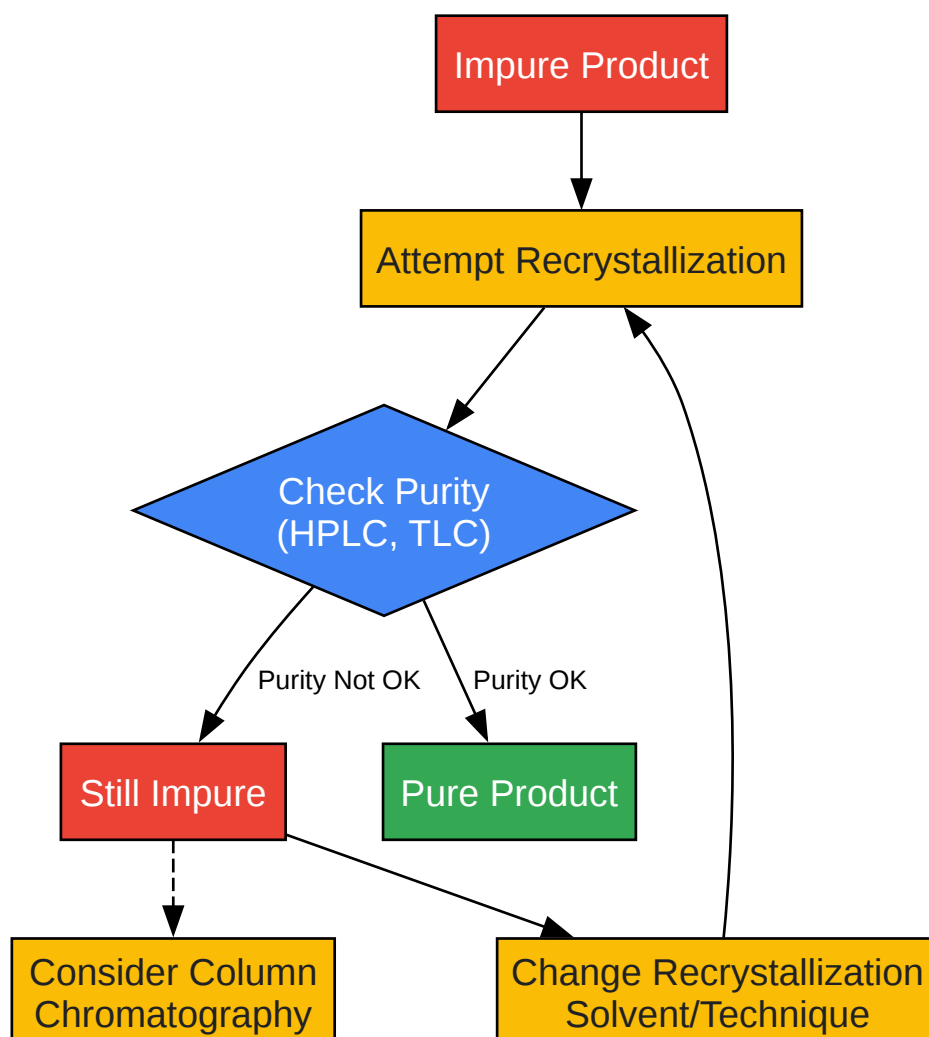 Impure Product
Attempt Recrystallization
Check Purity
(HPLC, TLC)
Purity Not OK
Purity OK
Still Impure
Pure Product
Consider Column
Chromatography
Change Recrystallization
Solvent/Technique